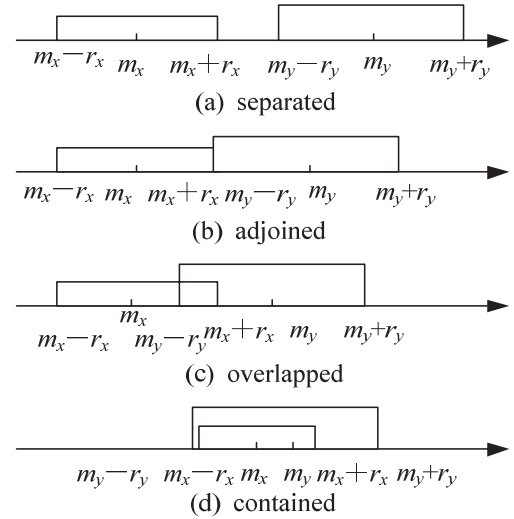 mx−rx mx mx+rx my−ry my my+ry
(a) separated
mx−rx mx mx+rx my−ry my my+ry
(b) adjoined
mx
mx−rx my−ry mx+rx my my+ry
(c) overlapped
my−ry mx−rx mx my mx+rx my+ry
(d) contained